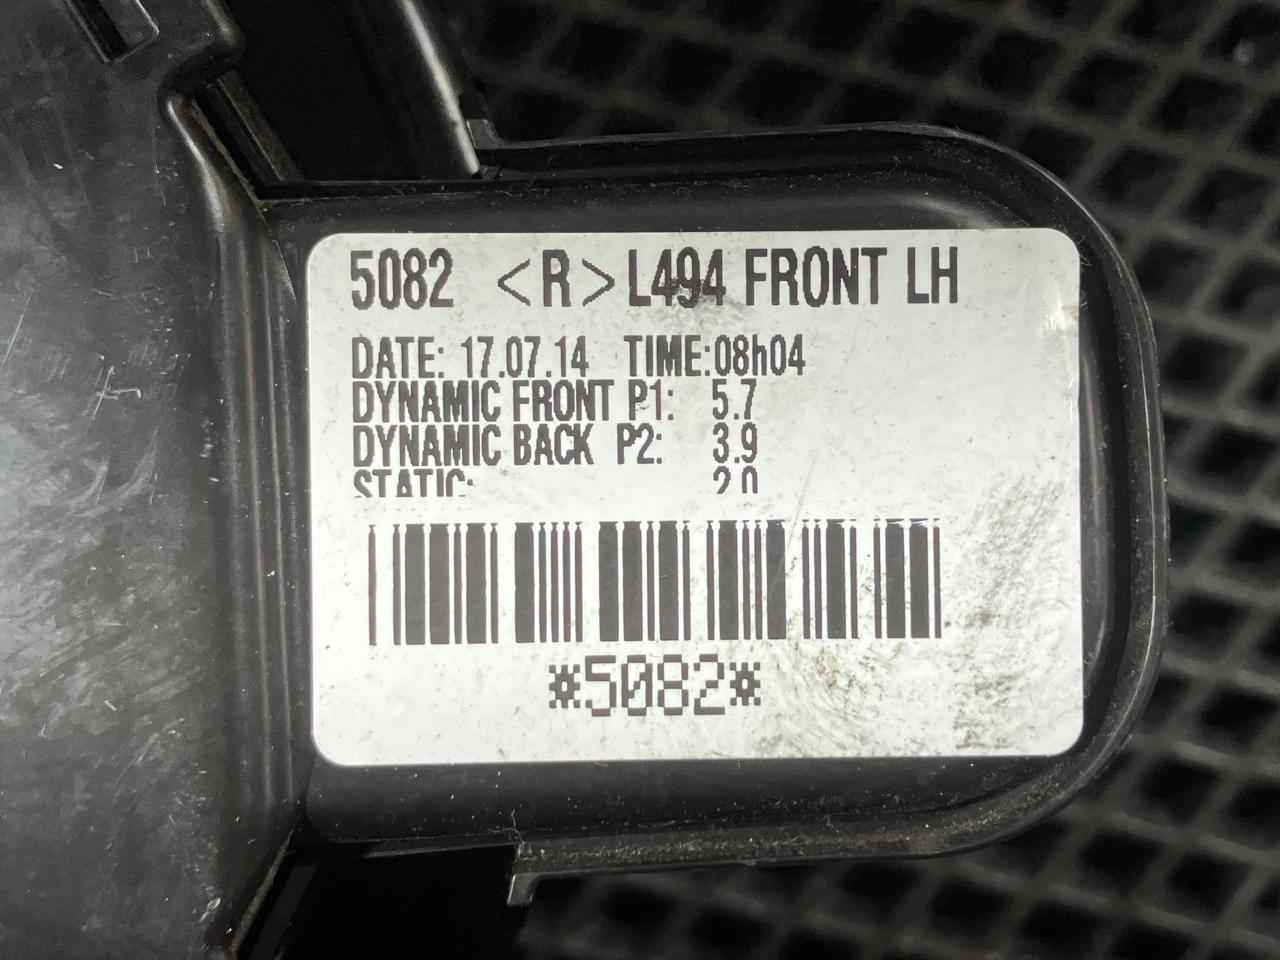 5082 <R> L494 FRONT LH
DATE: 17.07.14 TIME:08h04
DYNAMIC FRONT P1: 5.7
DYNAMIC BACK P2: 3.9
STATIC: 2.0
*5082*